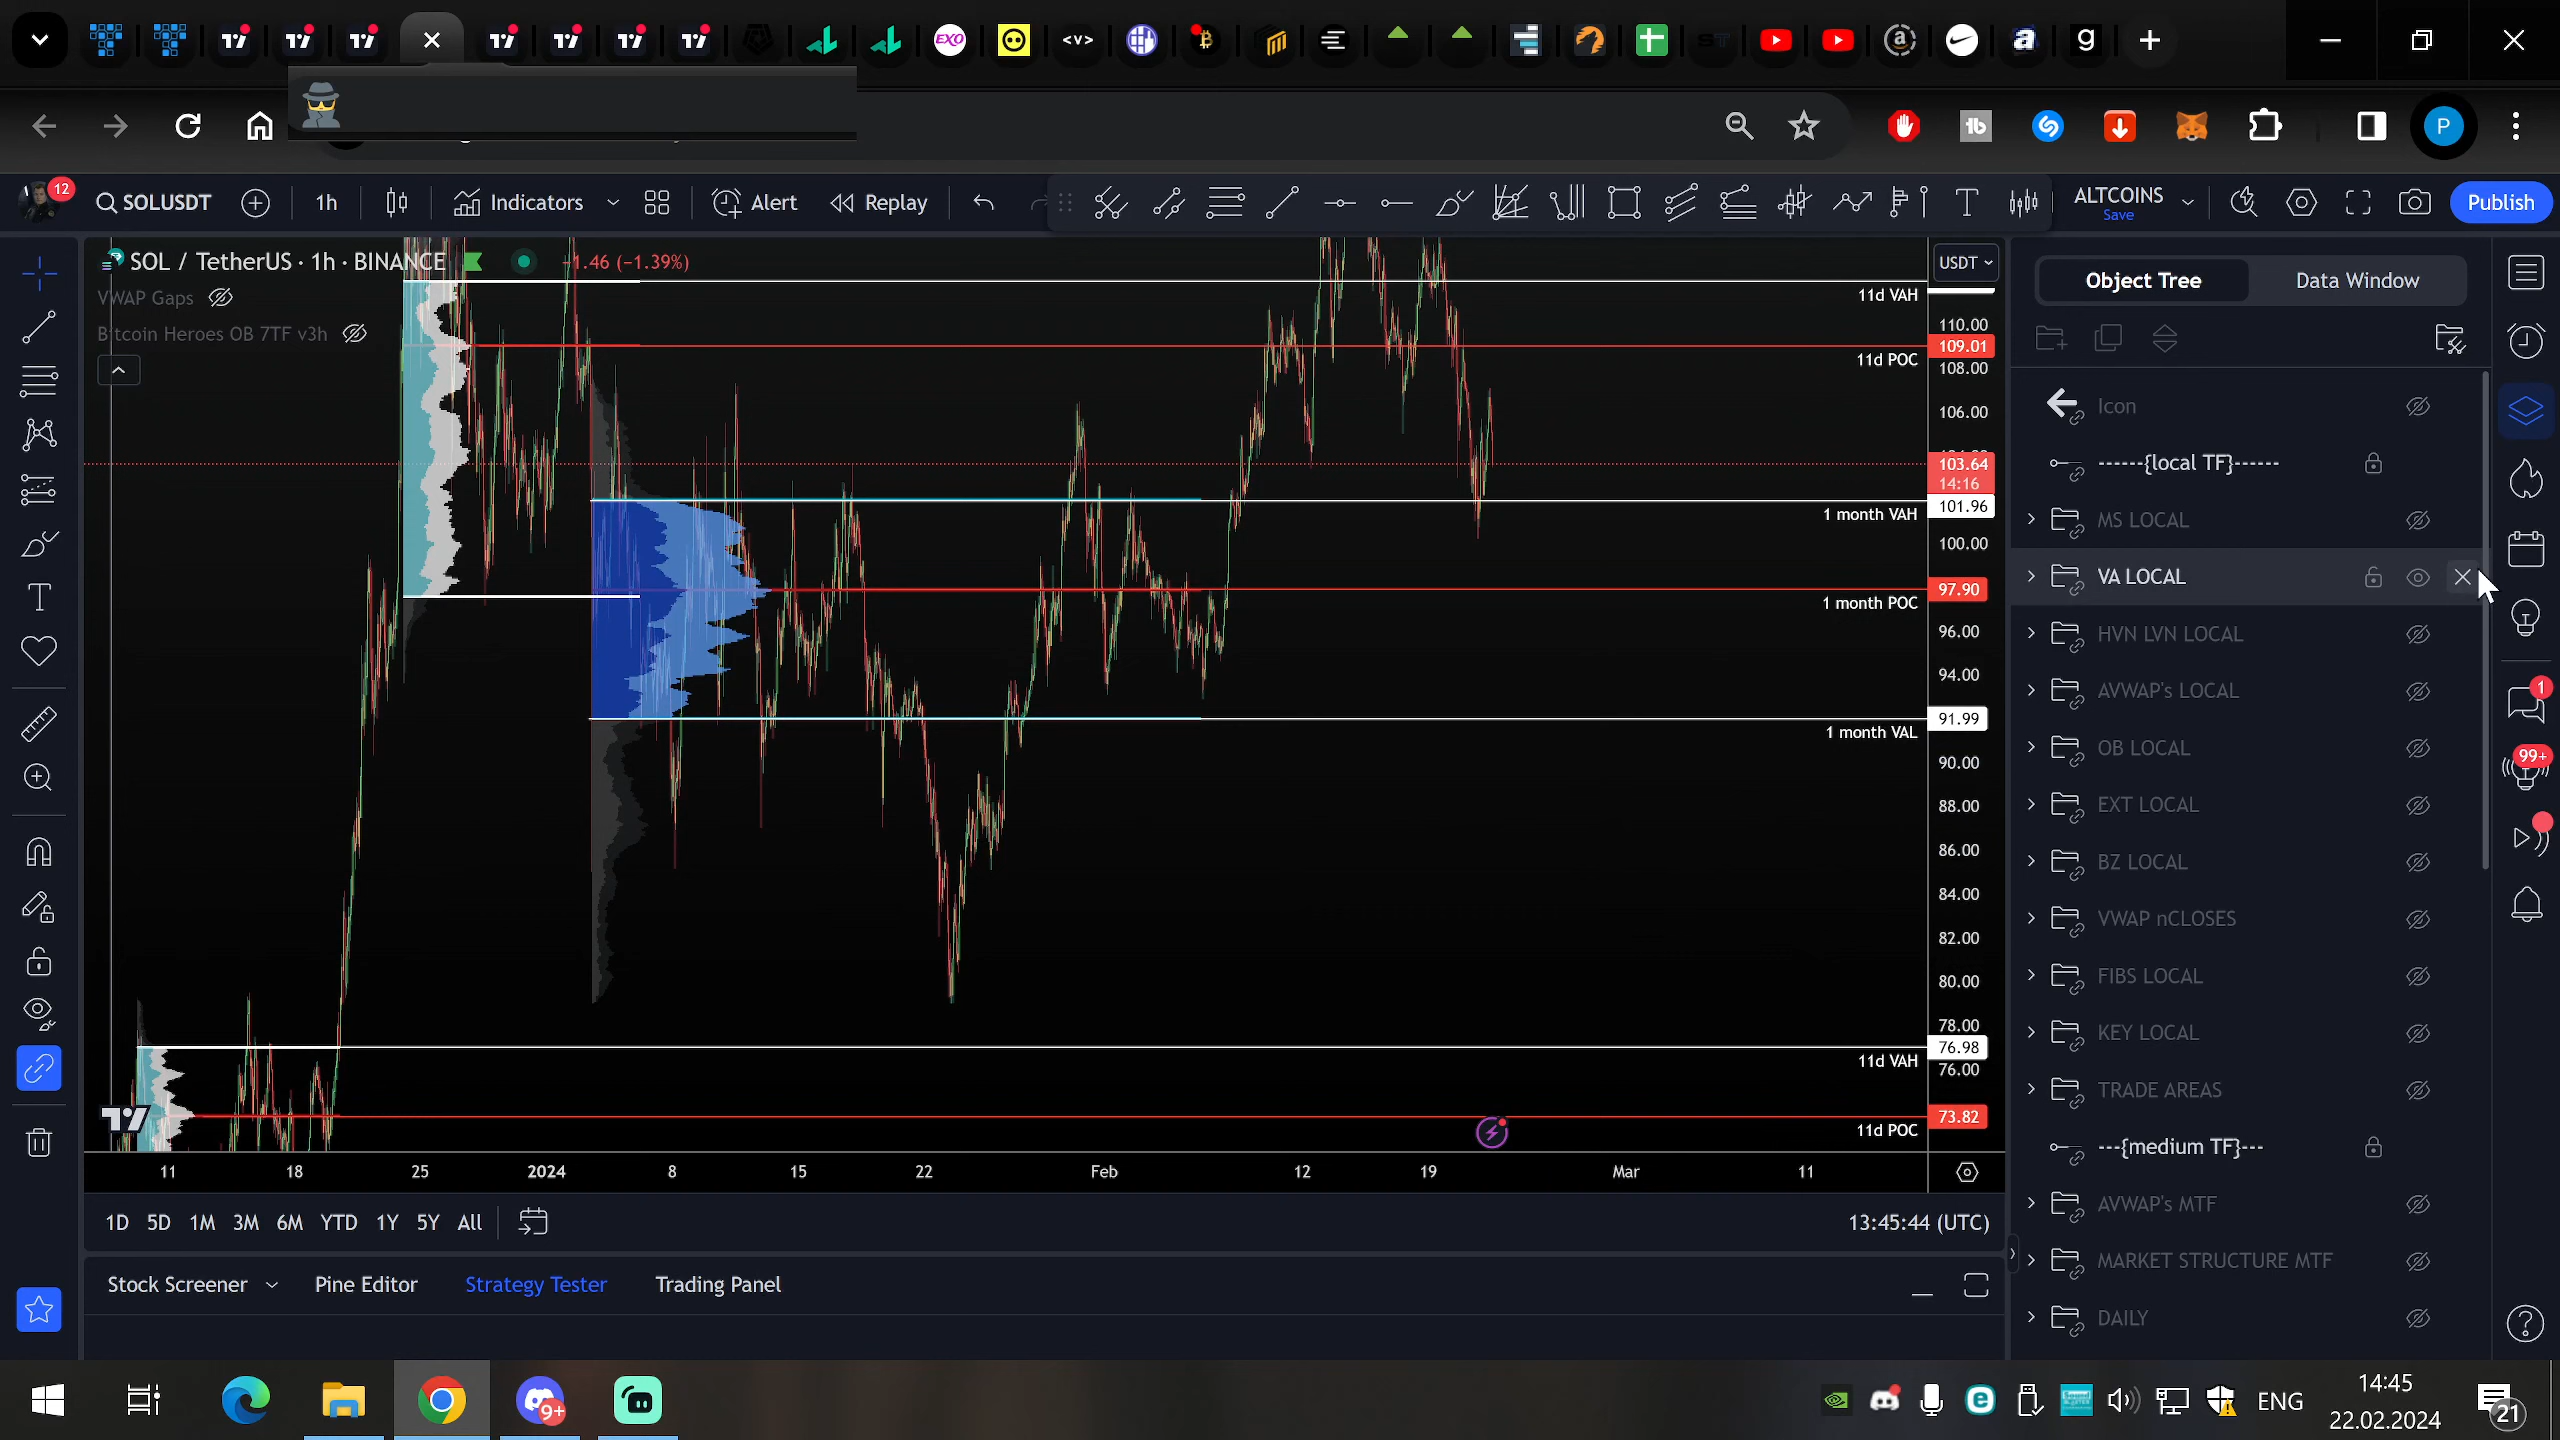 EXO
<v>
ST
a
a
g
tb
P
12
SOLUSDT
1h
Indicators
Alert
Replay
ALTCOINS
Save
Publish
SOL / TetherUS · 1h · BINANCE
−1.46 (−1.39%)
USDT
VWAP Gaps
Bitcoin Heroes OB 7TF v3h
11d VAH
110.00
109.01
11d POC
108.00
106.00
103.64
14:16
101.96
1 month VAH
100.00
97.90
1 month POC
96.00
94.00
91.99
1 month VAL
90.00
88.00
86.00
84.00
82.00
80.00
78.00
76.98
11d VAH
76.00
73.82
11d POC
11
18
25
2024
8
15
22
Feb
12
19
Mar
11
1D
5D
1M
3M
6M
YTD
1Y
5Y
All
13:45:44 (UTC)
Stock Screener
Pine Editor
Strategy Tester
Trading Panel
Object Tree
Data Window
Icon
------{local TF}------
MS LOCAL
VA LOCAL
HVN LVN LOCAL
AVWAP's LOCAL
OB LOCAL
EXT LOCAL
BZ LOCAL
VWAP nCLOSES
FIBS LOCAL
KEY LOCAL
TRADE AREAS
---{medium TF}---
AVWAP's MTF
MARKET STRUCTURE MTF
DAILY
1
99+
9+
ENG
14:45
22.02.2024
21